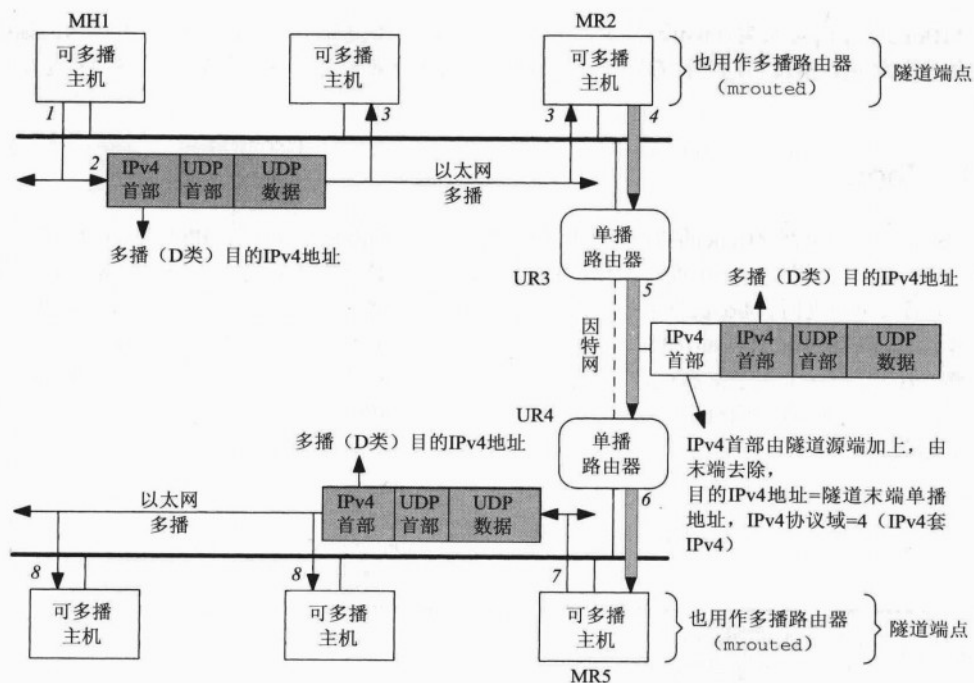 MH1
MR2
可多播
主机
可多播
主机
可多播
主机
也用作多播路由器
(mrouted)
隧道端点
1
3
3
4
2
IPv4
首部
UDP
首部
UDP
数据
以太网
多播
多播（D类）目的IPv4地址
单播
路由器
UR3
5
多播（D类）目的IPv4地址
因特网
IPv4
首部
IPv4
首部
UDP
首部
UDP
数据
UR4
单播
路由器
IPv4首部由隧道源端加上，由
末端去除，
目的IPv4地址=隧道末端单播
地址，IPv4协议域=4（IPv4套
IPv4）
多播（D类）目的IPv4地址
以太网
多播
IPv4
首部
UDP
首部
UDP
数据
6
8
8
7
可多播
主机
可多播
主机
可多播
主机
也用作多播路由器
(mrouted)
隧道端点
MR5